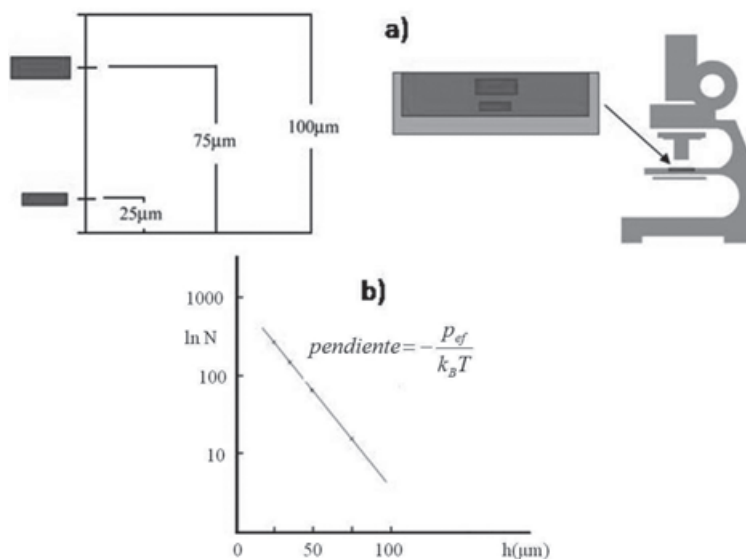 a)
100μm
75μm
25μm
b)
1000
ln N
pendiente = - p_ef / k_B T
100
10
0 50 100 h(μm)